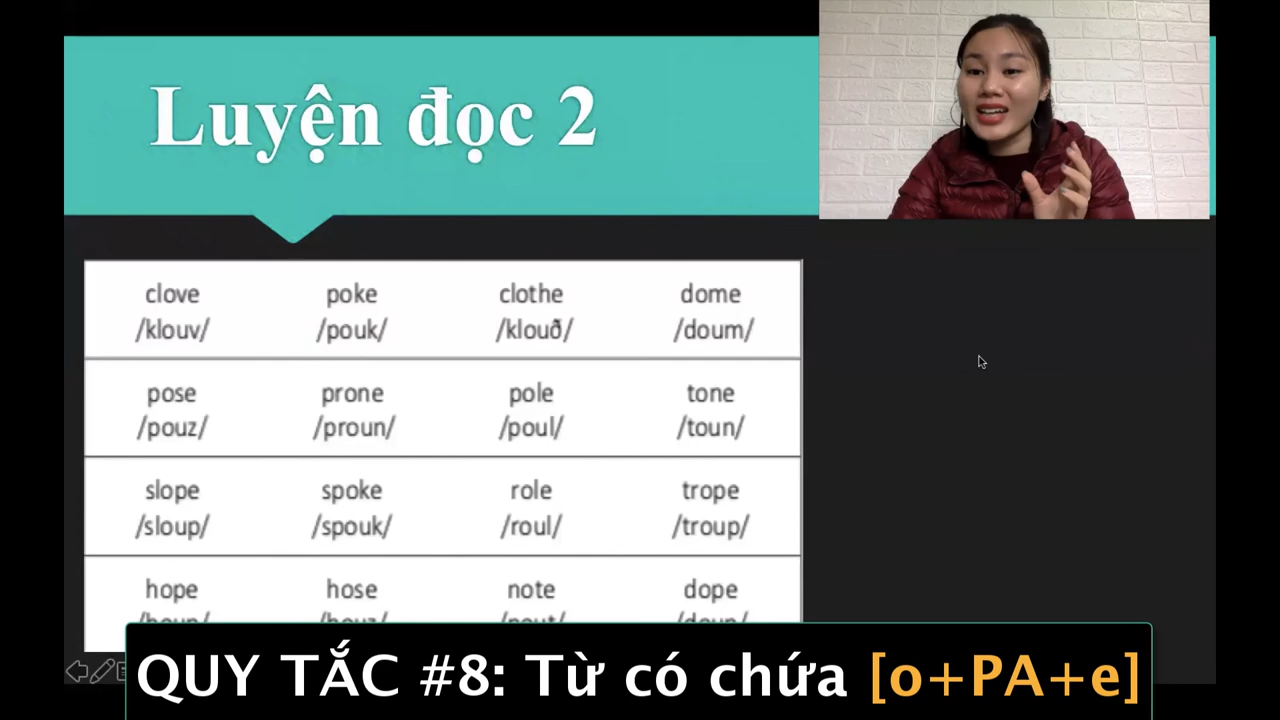 Luyện đọc 2
clove poke clothe dome
/klouv/ /pouk/ /klouð/ /doum/
pose prone pole tone
/pouz/ /proun/ /poul/ /toun/
slope spoke role trope
/sloup/ /spouk/ /roul/ /troup/
hope hose note dope
QUY TẮC #8: Từ có chứa [o+PA+e]